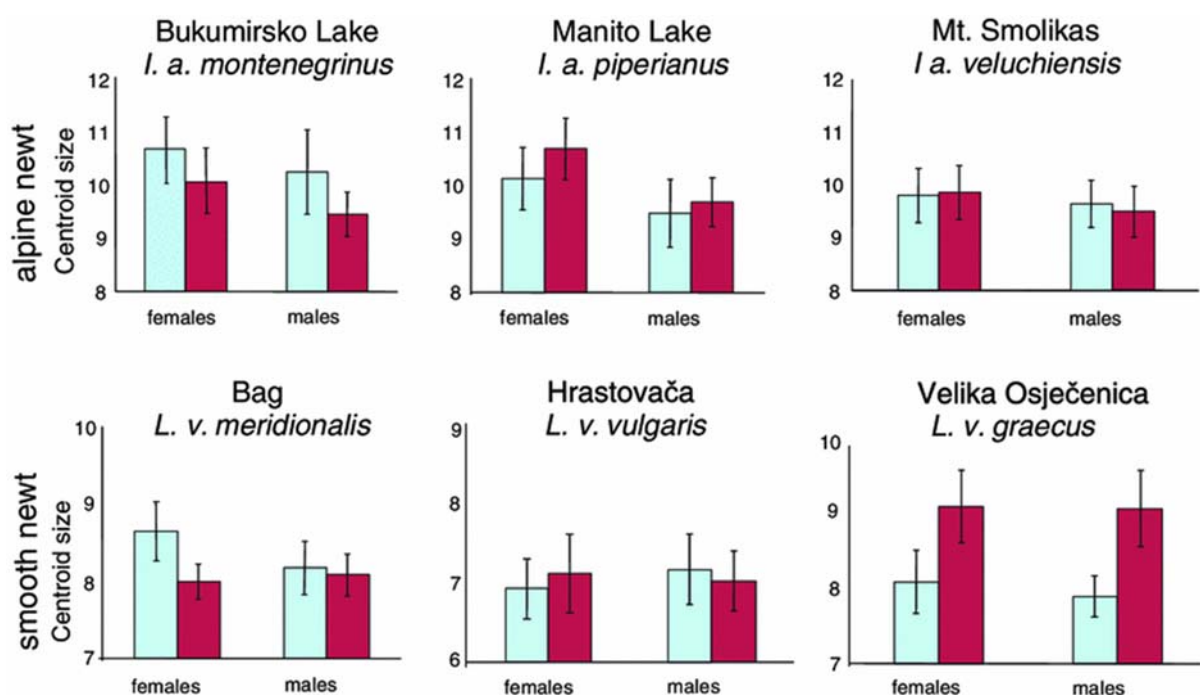 Bukumirsko Lake
I. a. montenegrinus
Manito Lake
I. a. piperianus
Mt. Smolikas
I a. veluchiensis
alpine newt
Centroid size
12
11
10
9
8
females
males
12
11
10
9
8
females
males
12
11
10
9
8
females
males
Bag
L. v. meridionalis
Hrastovača
L. v. vulgaris
Velika Osječenica
L. v. graecus
smooth newt
Centroid size
10
9
8
7
females
males
9
8
7
6
females
males
10
9
8
7
females
males